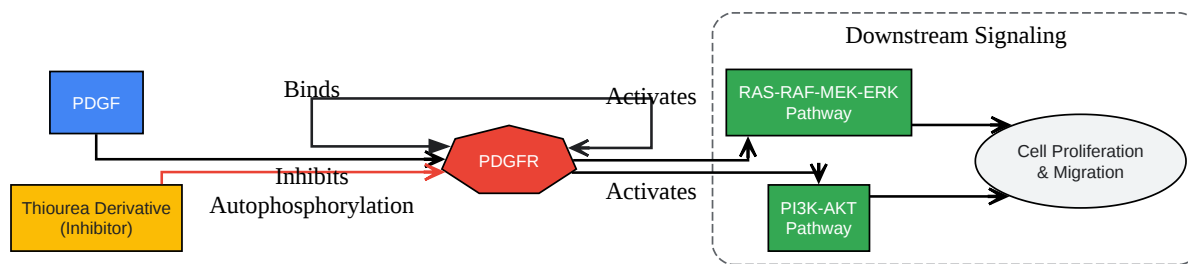 Downstream Signaling
PDGF
Binds
Activates
RAS-RAF-MEK-ERK
Pathway
PDGFR
Cell Proliferation
& Migration
Inhibits
Autophosphorylation
Activates
Thiourea Derivative
(Inhibitor)
PI3K-AKT
Pathway